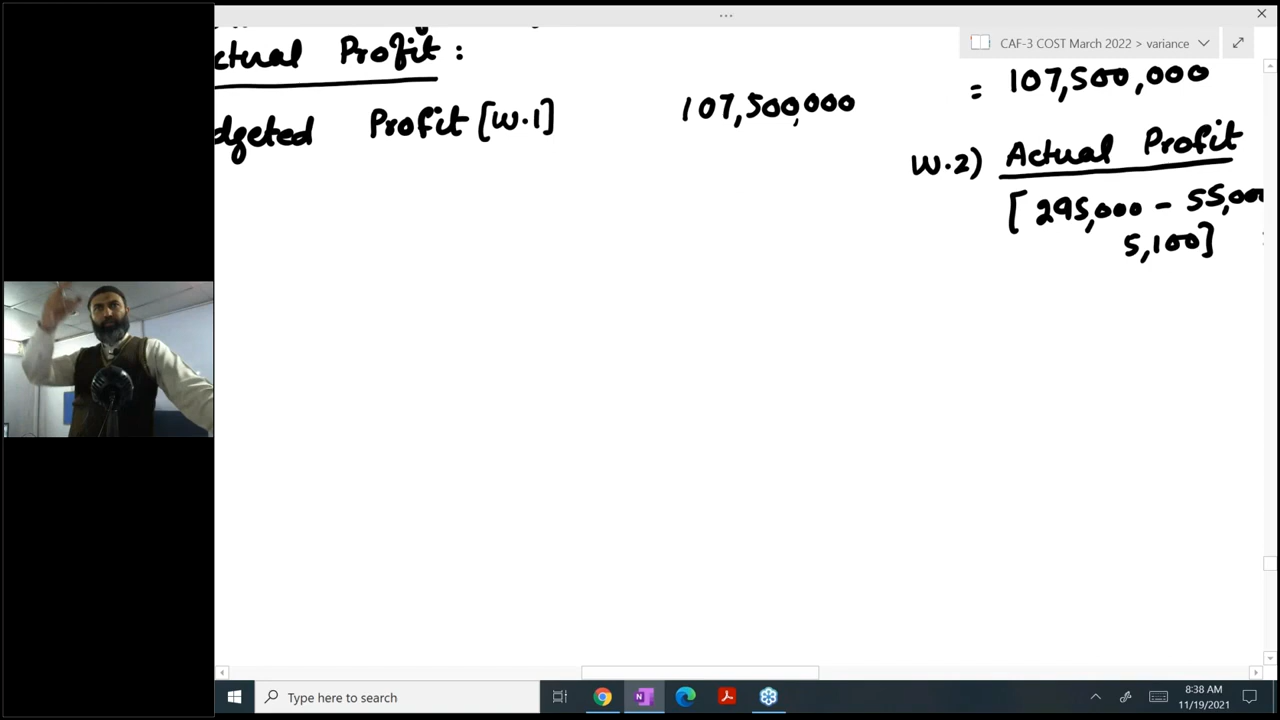 CAF-3 COST March 2022 > variance
ctual Profit :
dgeted Profit [W.1] 107,500,000
= 107,500,000
W.2) Actual Profit
[295,000 - 55,000
5,100]
Type here to search
8:38 AM
11/19/2021